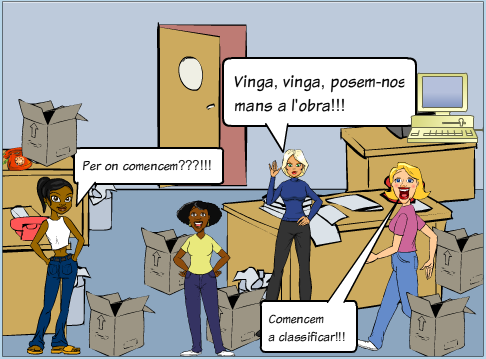 Vinga, vinga, posem-nos
mans a l'obra!!!
Per on comencem???!!!
Comencem
a classificar!!!